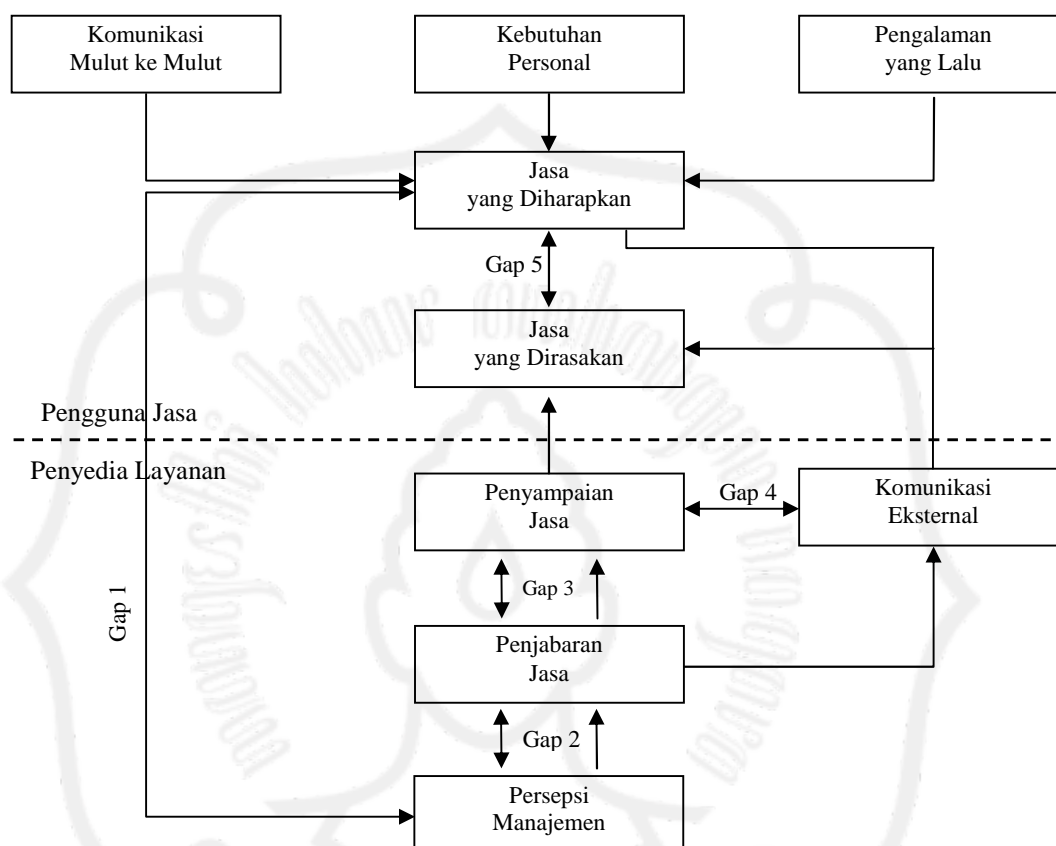 Komunikasi
Mulut ke Mulut
Kebutuhan
Personal
Pengalaman
yang Lalu
Jasa
yang Diharapkan
Gap 5
Jasa
yang Dirasakan
Pengguna Jasa
Penyedia Layanan
Penyampaian
Jasa
Gap 4
Komunikasi
Eksternal
Gap 1
Gap 3
Penjabaran
Jasa
Gap 2
Persepsi
Manajemen